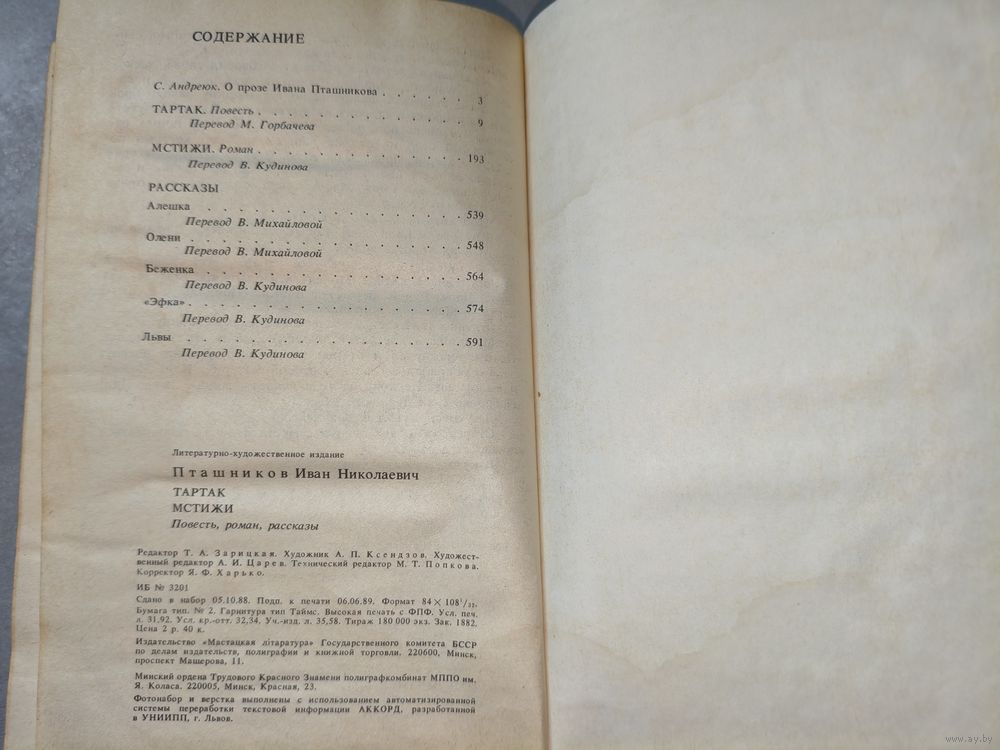 СОДЕРЖАНИЕ
С. Андреюк. О прозе Ивана Пташникова . . . . . . 3
ТАРТАК. Повесть . . . . . . . . . . . 9
Перевод М. Горбачева
МСТИЖИ. Роман . . . . . . . . . . . 193
Перевод В. Кудинова
РАССКАЗЫ
Алешка . . . . . . . . . . . . . 539
Перевод В. Михайловой
Олени . . . . . . . . . . . . . . 548
Перевод В. Михайловой
Беженка . . . . . . . . . . . . . 564
Перевод В. Кудинова
«Эфка» . . . . . . . . . . . . . . 574
Перевод В. Кудинова
Львы . . . . . . . . . . . . . . 591
Перевод В. Кудинова
Литературно-художественное издание
Пташников Иван Николаевич
ТАРТАК
МСТИЖИ
Повесть, роман, рассказы
Редактор Т. А. Зарицкая. Художник А. П. Ксендзов. Художест-
венный редактор А. И. Царев. Технический редактор М. Т. Попкова.
Корректор Я. Ф. Харько.
ИБ № 3201
Сдано в набор 05.10.88. Подп. к печати 06.06.89. Формат 84 × 108¹/₃₂.
Бумага тип. № 2. Гарнитура тип Таймс. Высокая печать с ФПФ. Усл. печ.
л. 31,92. Усл. кр.-отт. 32,34. Уч.-изд. л. 35,58. Тираж 180 000 экз. Зак. 1882.
Цена 2 р. 40 к.
Издательство «Мастацкая літаратура» Государственного комитета БССР
по делам издательств, полиграфии и книжной торговли. 220600, Минск,
проспект Машерова, 11.
Минский ордена Трудового Красного Знамени полиграфкомбинат МППО им.
Я. Коласа. 220005, Минск, Красная, 23.
Фотонабор и верстка выполнены с использованием автоматизированной
системы переработки текстовой информации АККОРД, разработанной
в УНИИПП, г. Львов.
www.ay.by